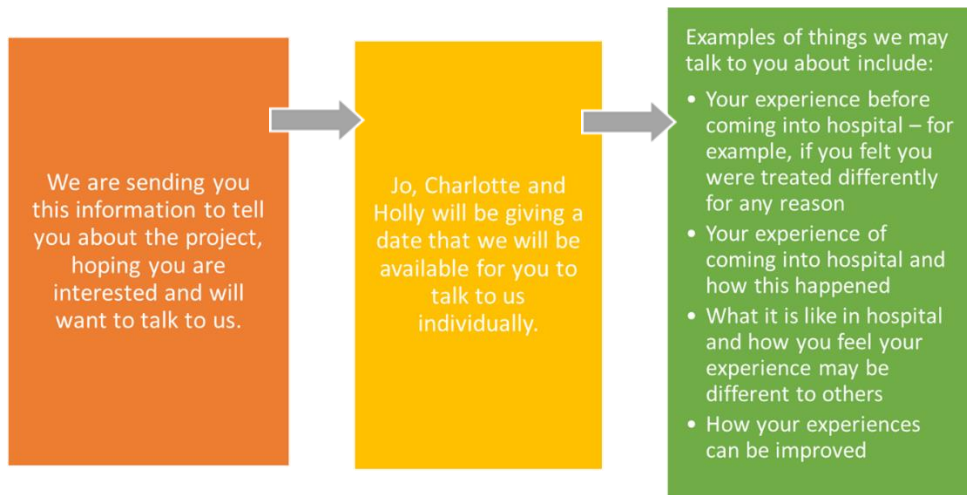 We are sending you
this information to tell
you about the project,
hoping you are
interested and will
want to talk to us.
Jo, Charlotte and
Holly will be giving a
date that we will be
available for you to
talk to us
individually.
Examples of things we may
talk to you about include:
• Your experience before
coming into hospital – for
example, if you felt you
were treated differently
for any reason
• Your experience of
coming into hospital and
how this happened
• What it is like in hospital
and how you feel your
experience may be
different to others
• How your experiences
can be improved